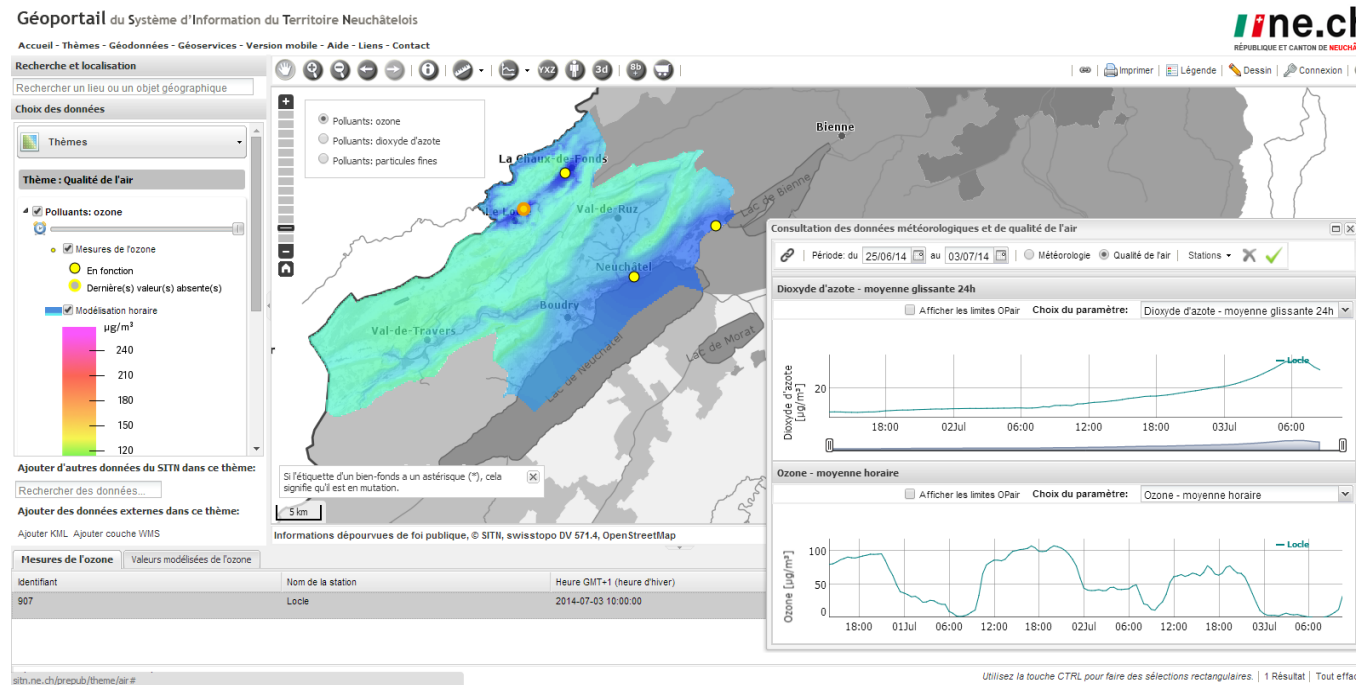 Géoportail du Système d'Information du Territoire Neuchâtelois
ne.ch
RÉPUBLIQUE ET CANTON DE NEUCHÂ
Accueil - Thèmes - Géodonnées - Géoservices - Version mobile - Aide - Liens - Contact
Recherche et localisation
Rechercher un lieu ou un objet géographique
YXZ
3d
8b
Imprimer
Légende
Dessin
Connexion
Choix des données
Thèmes
Thème : Qualité de l'air
Polluants: ozone
Mesures de l'ozone
En fonction
Dernière(s) valeur(s) absente(s)
Modélisation horaire
µg/m³
240
210
180
150
120
Ajouter d'autres données du SITN dans ce thème:
Rechercher des données...
Ajouter des données externes dans ce thème:
Ajouter KML Ajouter couche WMS
Polluants: ozone
Polluants: dioxyde d'azote
Polluants: particules fines
Bienne
La Chaux-de-Fonds
Le Lo
Val-de-Ruz
Lac de Bienne
Neuchâtel
Boudry
Val-de-Travers
Lac de Morat
Lac de Neuchâtel
Si l'étiquette d'un bien-fonds a un astérisque (*), cela
signifie qu'il est en mutation.
5 km
Informations dépourvues de foi publique, © SITN, swisstopo DV 571.4, OpenStreetMap
Consultation des données météorologiques et de qualité de l'air
Période: du 25/06/14 au 03/07/14 Météorologie Qualité de l'air Stations
Dioxyde d'azote - moyenne glissante 24h
Afficher les limites OPair Choix du paramètre: Dioxyde d'azote - moyenne glissante 24h
Locle
Dioxyde d'azote
[µg/m³]
20
18:00 02Jul 06:00 12:00 18:00 03Jul 06:00
Ozone - moyenne horaire
Afficher les limites OPair Choix du paramètre: Ozone - moyenne horaire
Locle
Ozone [µg/m³]
100
50
0
18:00 01Jul 06:00 12:00 18:00 02Jul 06:00 12:00 18:00 03Jul 06:00
Mesures de l'ozone
Valeurs modélisées de l'ozone
Identifiant Nom de la station Heure GMT+1 (heure d'hiver)
907 Locle 2014-07-03 10:00:00
sitn.ne.ch/prepub/theme/air#
Utilisez la touche CTRL pour faire des sélections rectangulaires. 1 Résultat Tout effac